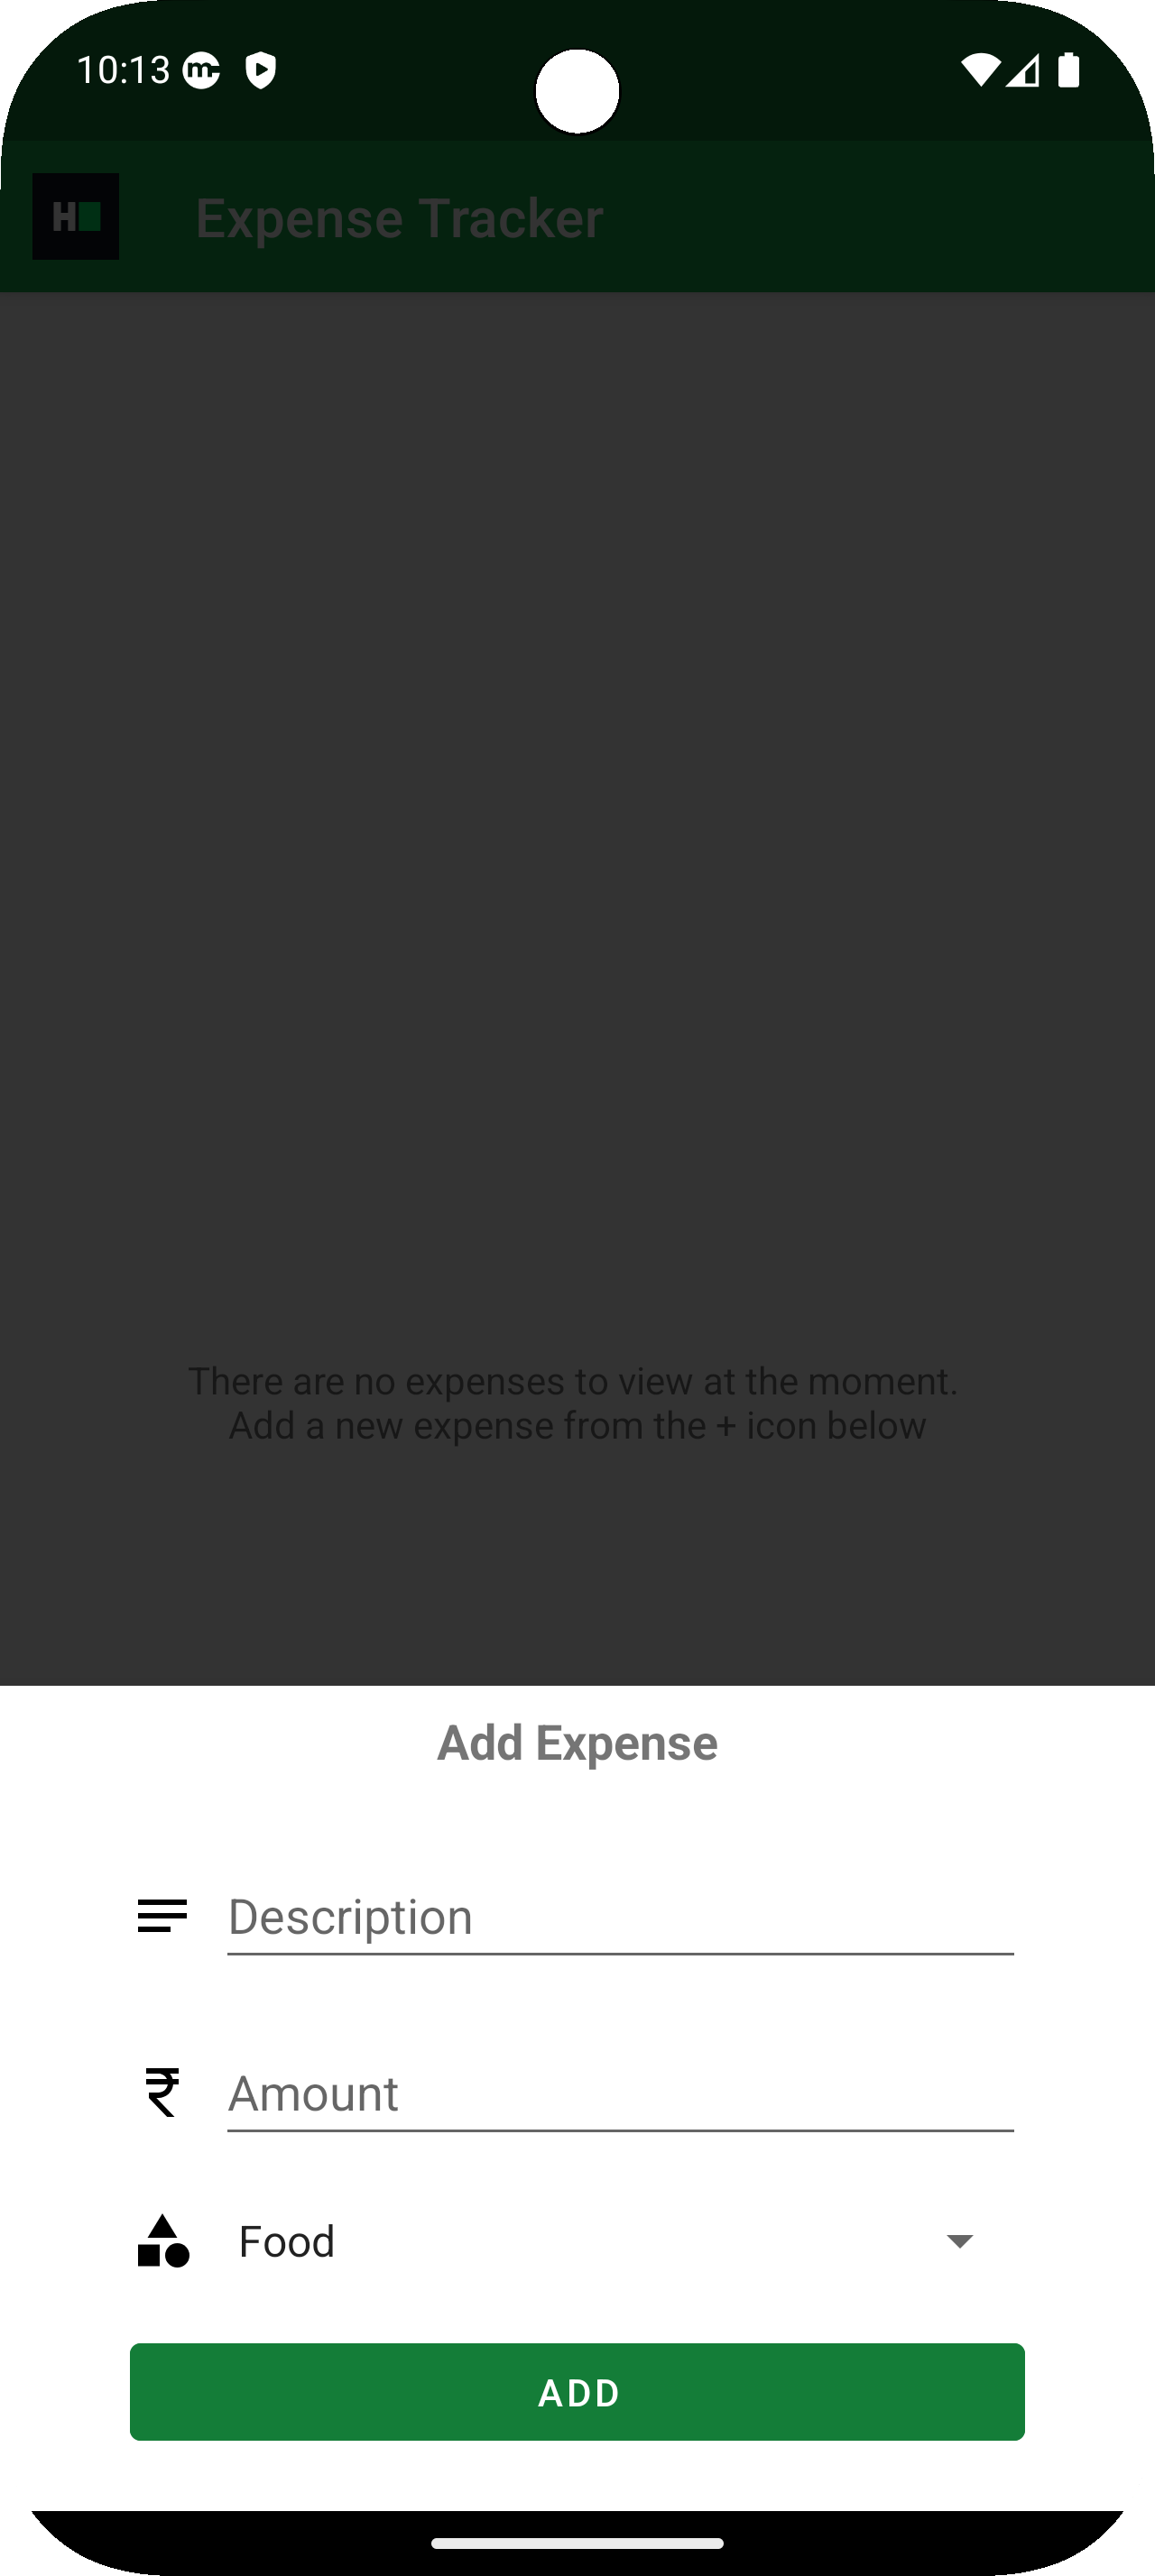 10:13
H
Expense Tracker
There are no expenses to view at the moment.
Add a new expense from the + icon below
Add Expense
Description
₹ Amount
Food
ADD